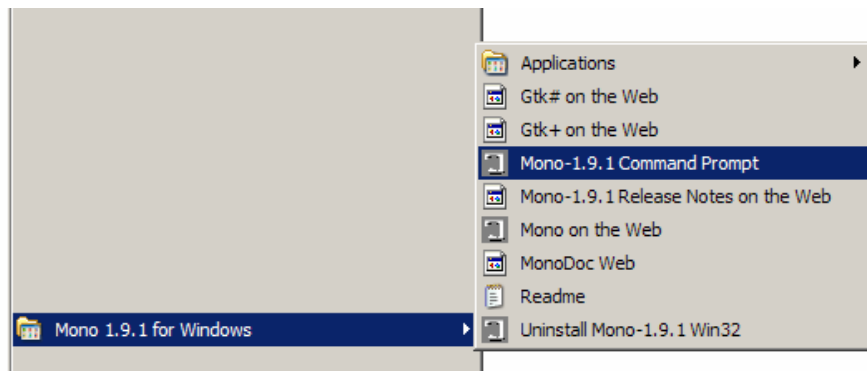 Applications
Gtk# on the Web
Gtk+ on the Web
Mono-1.9.1 Command Prompt
Mono-1.9.1 Release Notes on the Web
Mono on the Web
MonoDoc Web
Readme
Mono 1.9.1 for Windows
Uninstall Mono-1.9.1 Win32